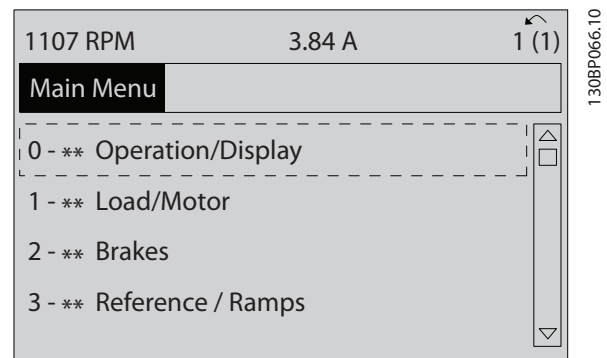 1107 RPM 3.84 A 1 (1)
Main Menu
0 - ** Operation/Display
1 - ** Load/Motor
2 - ** Brakes
3 - ** Reference / Ramps
130BP066.10